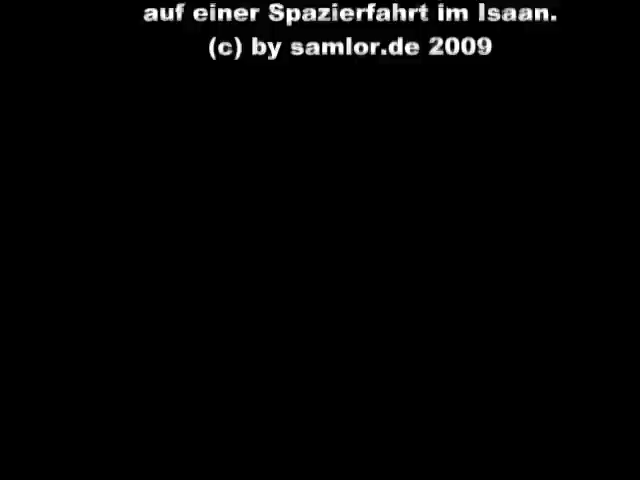 auf einer Spazierfahrt im Isaan.
(c) by samlor.de 2009